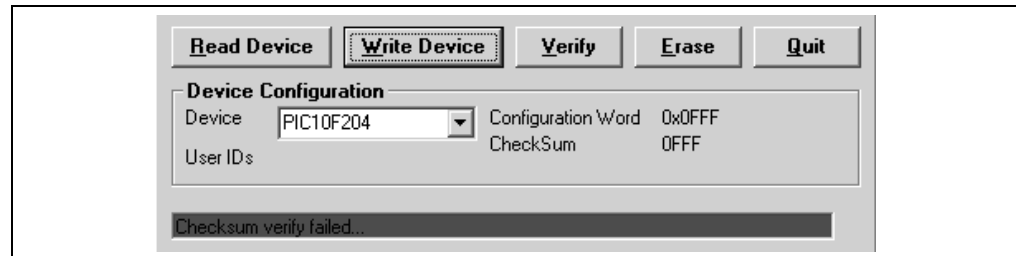 Read Device Write Device Verify Erase Quit
Device Configuration
Device PIC10F204 Configuration Word 0x0FFF
CheckSum 0FFF
User IDs
Checksum verify failed...